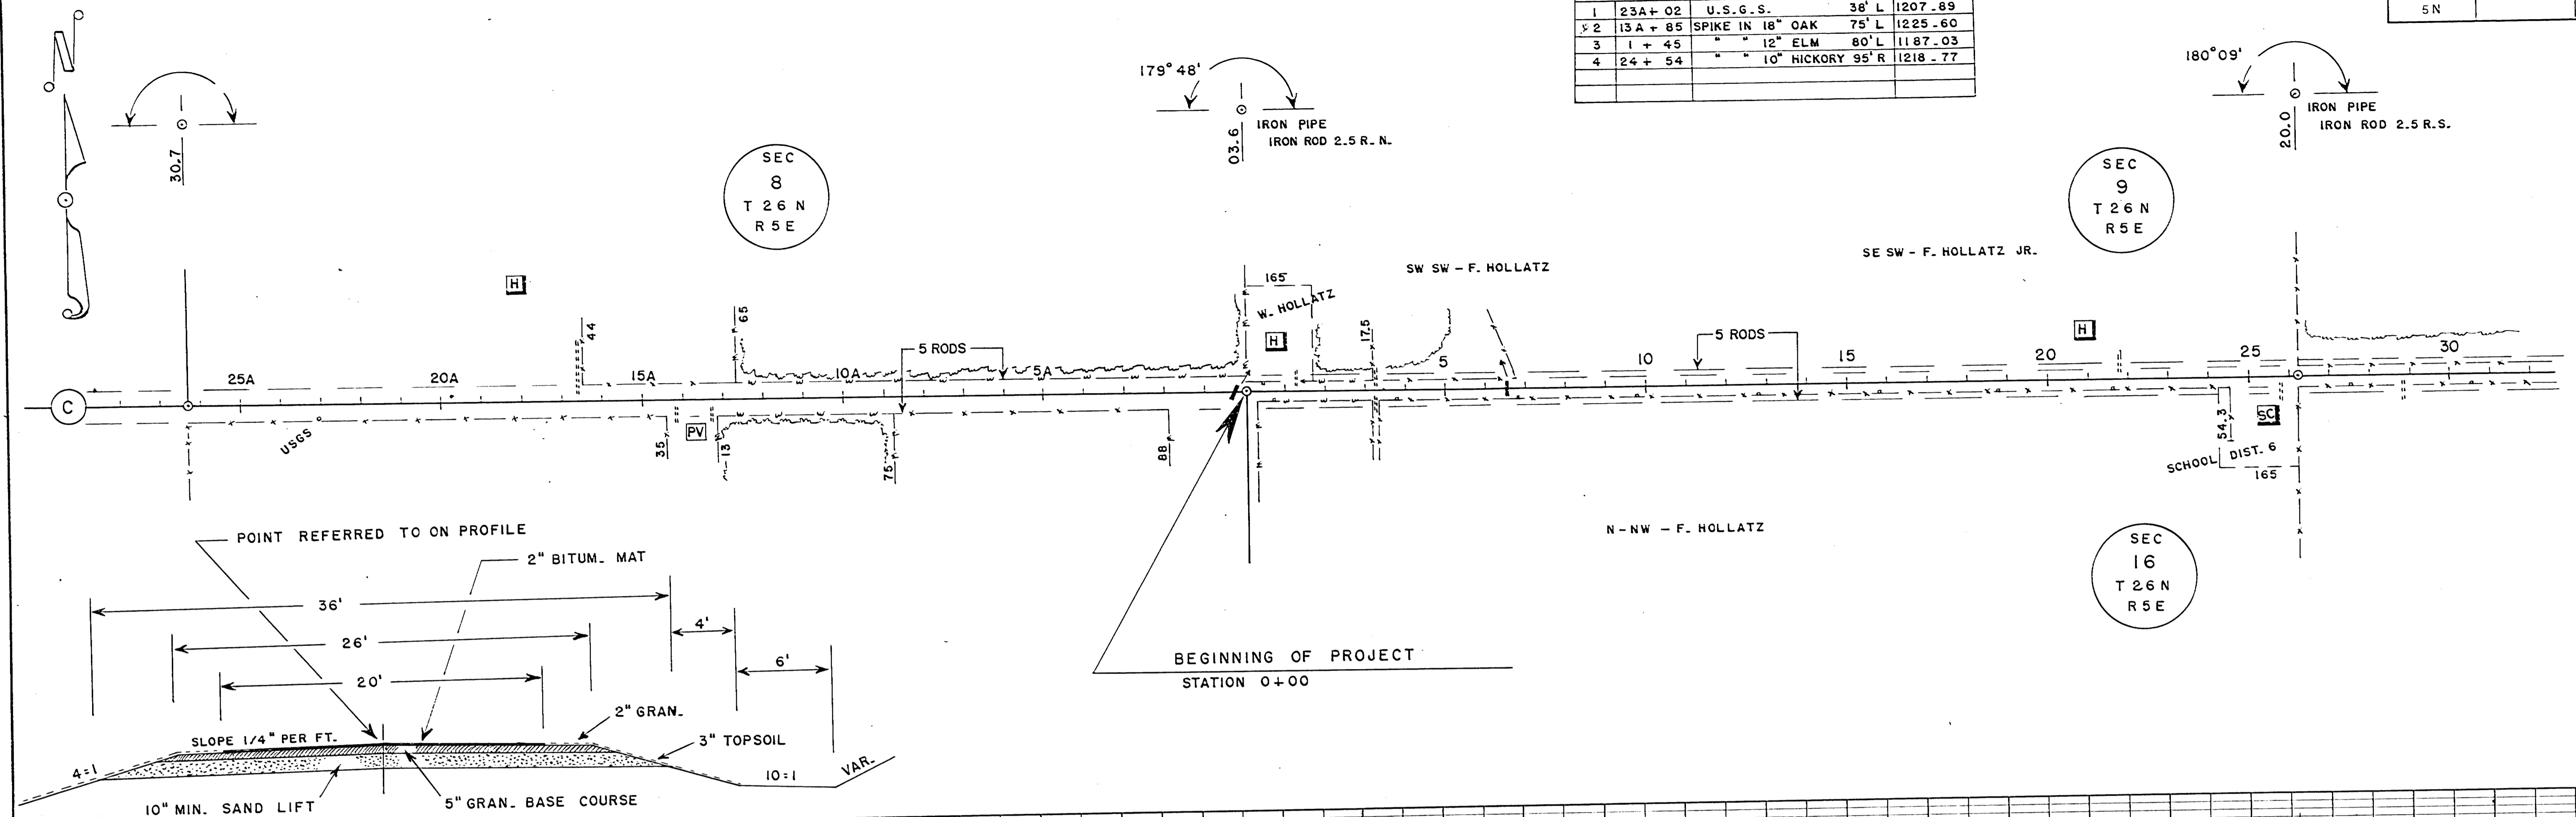 1 23A+02 U.S.G.S. 38' L 1207.89
2 13A+85 SPIKE IN 18" OAK 75' L 1225.60
3 1+45 " " 12" ELM 80' L 1187.03
4 24+54 " " 10" HICKORY 95' R 1218.77
5N
N
30.7
179°48'
03.6
IRON PIPE
IRON ROD 2.5 R. N.
180°09'
20.0
IRON PIPE
IRON ROD 2.5 R.S.
SEC
8
T 26 N
R 5 E
SEC
9
T 26 N
R 5 E
H
165
W. HOLLATZ
SW SW - F. HOLLATZ
SE SW - F. HOLLATZ JR.
44
65
5 RODS
H
17.5
5 RODS
H
C
25A
20A
15A
10A
5A
5
10
15
20
25
30
USGS
35
PV
13
75
88
54.3
SC
SCHOOL DIST. 6
165
N-NW - F. HOLLATZ
SEC
16
T 26 N
R 5 E
POINT REFERRED TO ON PROFILE
2" BITUM. MAT
36'
4'
26'
6'
20'
2" GRAN.
SLOPE 1/4" PER FT.
3" TOPSOIL
4:1
10:1
VAR.
10" MIN. SAND LIFT
5" GRAN. BASE COURSE
BEGINNING OF PROJECT
STATION 0+00